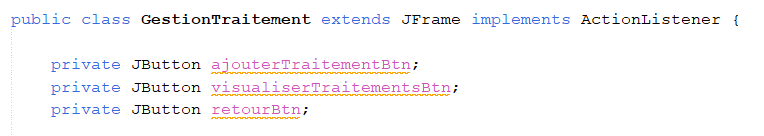 public class GestionTraitement extends JFrame implements ActionListener {
private JButton ajouterTraitementBtn;
private JButton visualiserTraitementsBtn;
private JButton retourBtn;